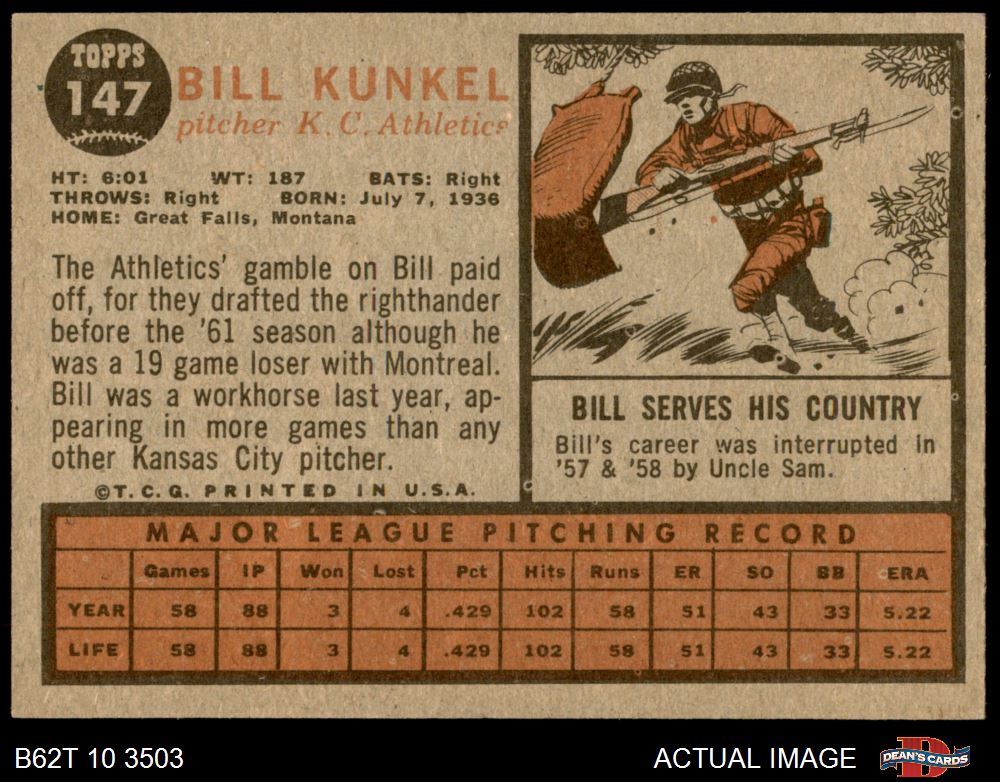 TOPPS
147
BILL KUNKEL
pitcher K. C. Athletics
HT: 6:01 WT: 187 BATS: Right
THROWS: Right BORN: July 7, 1936
HOME: Great Falls, Montana
The Athletics' gamble on Bill paid
off, for they drafted the righthander
before the '61 season although he
was a 19 game loser with Montreal.
Bill was a workhorse last year, ap-
pearing in more games than any
other Kansas City pitcher.
©T.C.G. PRINTED IN U.S.A.
BILL SERVES HIS COUNTRY
Bill's career was interrupted in
'57 & '58 by Uncle Sam.
MAJOR LEAGUE PITCHING RECORD
Games IP Won Lost Pct Hits Runs ER SO BB ERA
YEAR 58 88 3 4 .429 102 58 51 43 33 5.22
LIFE 58 88 3 4 .429 102 58 51 43 33 5.22
B62T 10 3503 ACTUAL IMAGE D DEAN'S CARDS